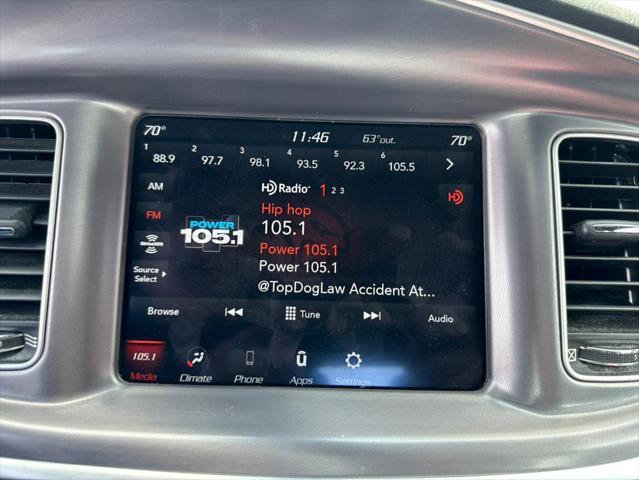 70° 11:46 63°out. 70°
1 2 3 4 5 6
88.9 97.7 98.1 93.5 92.3 105.5
AM
HD Radio 1 2 3
HD
FM
Hip hop
105.1
POWER
105.1
Power 105.1
Power 105.1
SiriusXM
Source
Select
@TopDogLaw Accident At...
Browse Tune Audio
105.1
Media Climate Phone Apps Settings